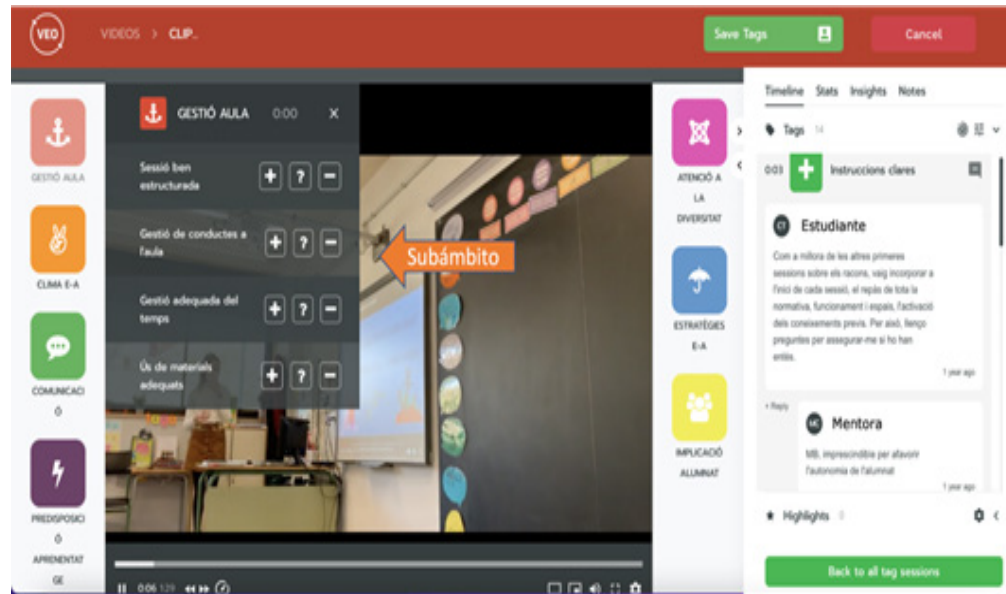 VEO
VIDEOS > CLIP..
Save Tags
Cancel
GESTIÓ AULA
CLIMA E-A
COMUNICACI
Ó
PREDISPOSICI
Ó
APRENENTAT
GE
GESTIÓ AULA 0:00 ×
Sessió ben
estructurada
+ ? −
Gestió de conductes a
l'aula
+ ? −
Gestió adequada del
temps
+ ? −
Ús de materials
adequats
+ ? −
Subámbito
0:06
ATENCIÓ A
LA
DIVERSITAT
ESTRATÈGIES
E-A
IMPLICACIÓ
ALUMNAT
Timeline Stats Insights Notes
Tags 14
0:03 + Instruccions clares
Estudiante
Com a millora de les altres primeres
sessions sobre els racons, vaig incorporar a
l'inici de cada sessió, el repàs de tota la
normativa, funcionament i espais, l'activació
dels coneixements previs. Per això, llenço
preguntes per assegurar-me si ho han
entès.
1 year ago
+ Reply
Mentora
MB, imprescindible per afavorir
l'autonomia de l'alumnat
1 year ago
Highlights 0
Back to all tag sessions